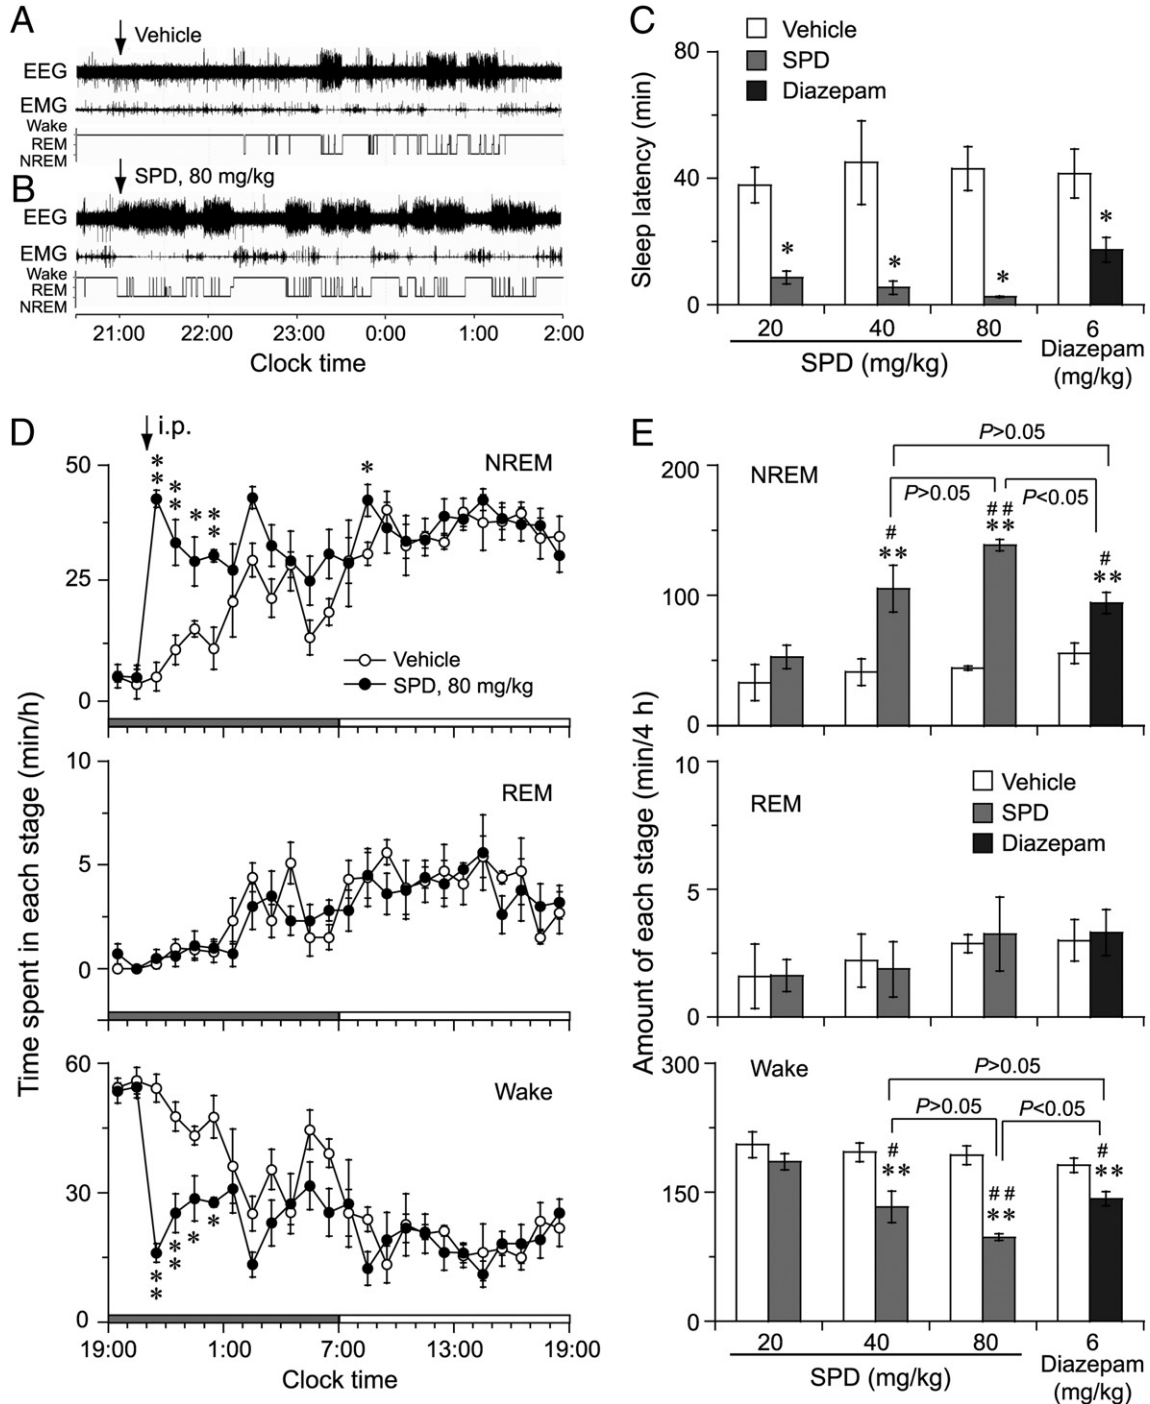 A
Vehicle
EEG
EMG
Wake
REM
NREM
B
SPD, 80 mg/kg
EEG
EMG
Wake
REM
NREM
21:00 22:00 23:00 0:00 1:00 2:00
Clock time
C
Vehicle
SPD
Diazepam
Sleep latency (min)
80
40
0
* * * *
20 40 80 6
SPD (mg/kg)
Diazepam
(mg/kg)
D
i.p.
Time spent in each stage (min/h)
NREM
50
25
0
** ** * ** *
Vehicle
SPD, 80 mg/kg
REM
10
5
0
Wake
60
30
0
** ** * *
19:00 1:00 7:00 13:00 19:00
Clock time
E
Amount of each stage (min/4 h)
NREM
200
100
0
P>0.05
P>0.05 P<0.05
# ## #
** ** **
REM
10
5
0
Vehicle
SPD
Diazepam
Wake
300
150
0
P>0.05
P>0.05 P<0.05
# ## #
** ** **
20 40 80 6
SPD (mg/kg)
Diazepam
(mg/kg)